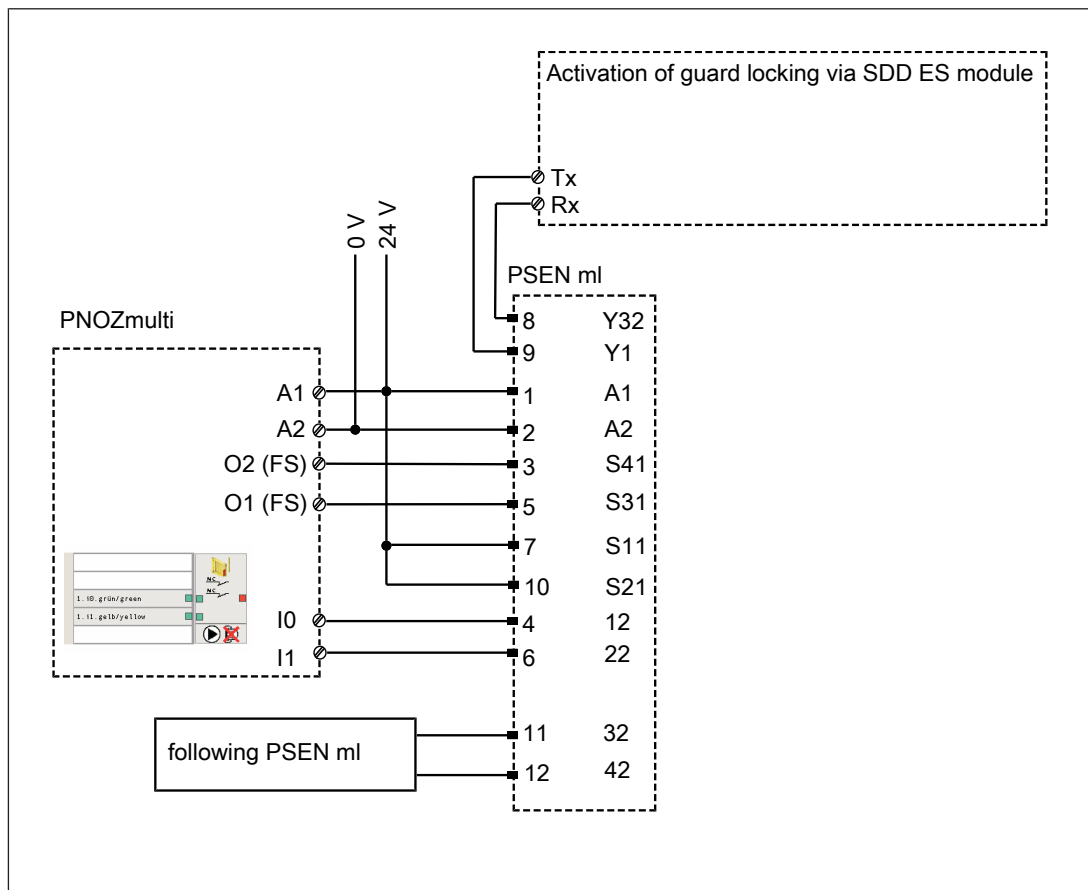 Activation of guard locking via SDD ES module
Tx
Rx
0 V
24 V
PSEN ml
PNOZmulti
8 Y32
9 Y1
A1 1 A1
A2 2 A2
O2 (FS) 3 S41
O1 (FS) 5 S31
7 S11
10 S21
NC
NC
1.i0.grün/green
1.i1.gelb/yellow
I0 4 12
I1 6 22
following PSEN ml
11 32
12 42